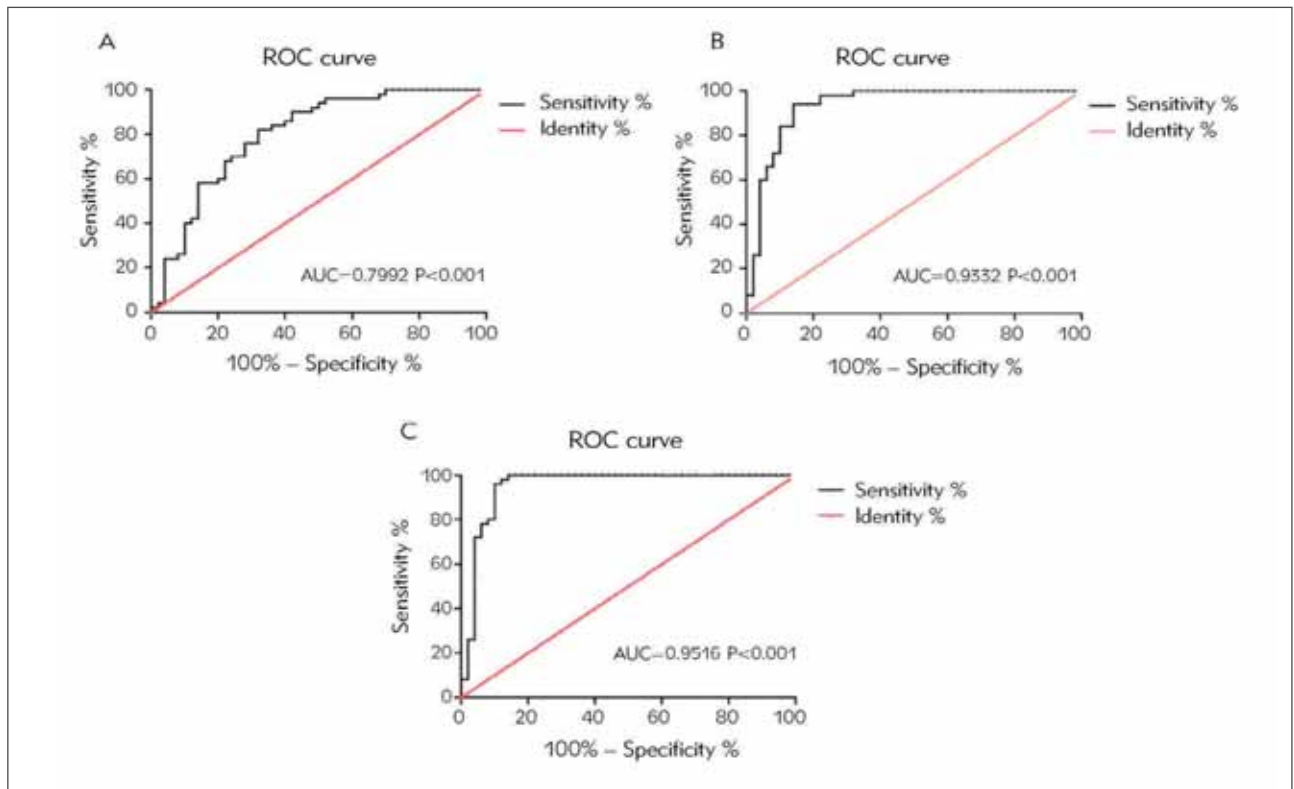 A
ROC curve
100
80
60
40
20
0
Sensitivity %
Sensitivity %
Identity %
AUC=0.7992 P<0.001
0 20 40 60 80 100
100% – Specificity %
B
ROC curve
100
80
60
40
20
0
Sensitivity %
Sensitivity %
Identity %
AUC=0.9332 P<0.001
0 20 40 60 80 100
100% – Specificity %
C
ROC curve
100
80
60
40
20
0
Sensitivity %
Sensitivity %
Identity %
AUC=0.9516 P<0.001
0 20 40 60 80 100
100% – Specificity %